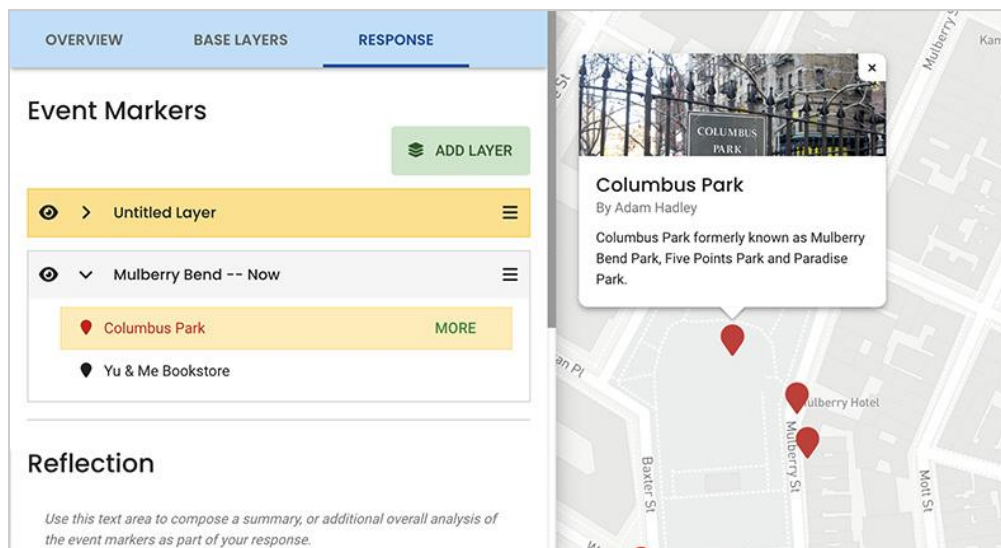 OVERVIEW
BASE LAYERS
RESPONSE
Event Markers
ADD LAYER
Untitled Layer
Mulberry Bend -- Now
Columbus Park
MORE
Yu & Me Bookstore
Reflection
Use this text area to compose a summary, or additional overall analysis of
the event markers as part of your response.
COLUMBUS
PARK
Columbus Park
By Adam Hadley
Columbus Park formerly known as Mulberry
Bend Park, Five Points Park and Paradise
Park.
Mulberry
St
Pl
Mulberry St
Baxter St
Mott St